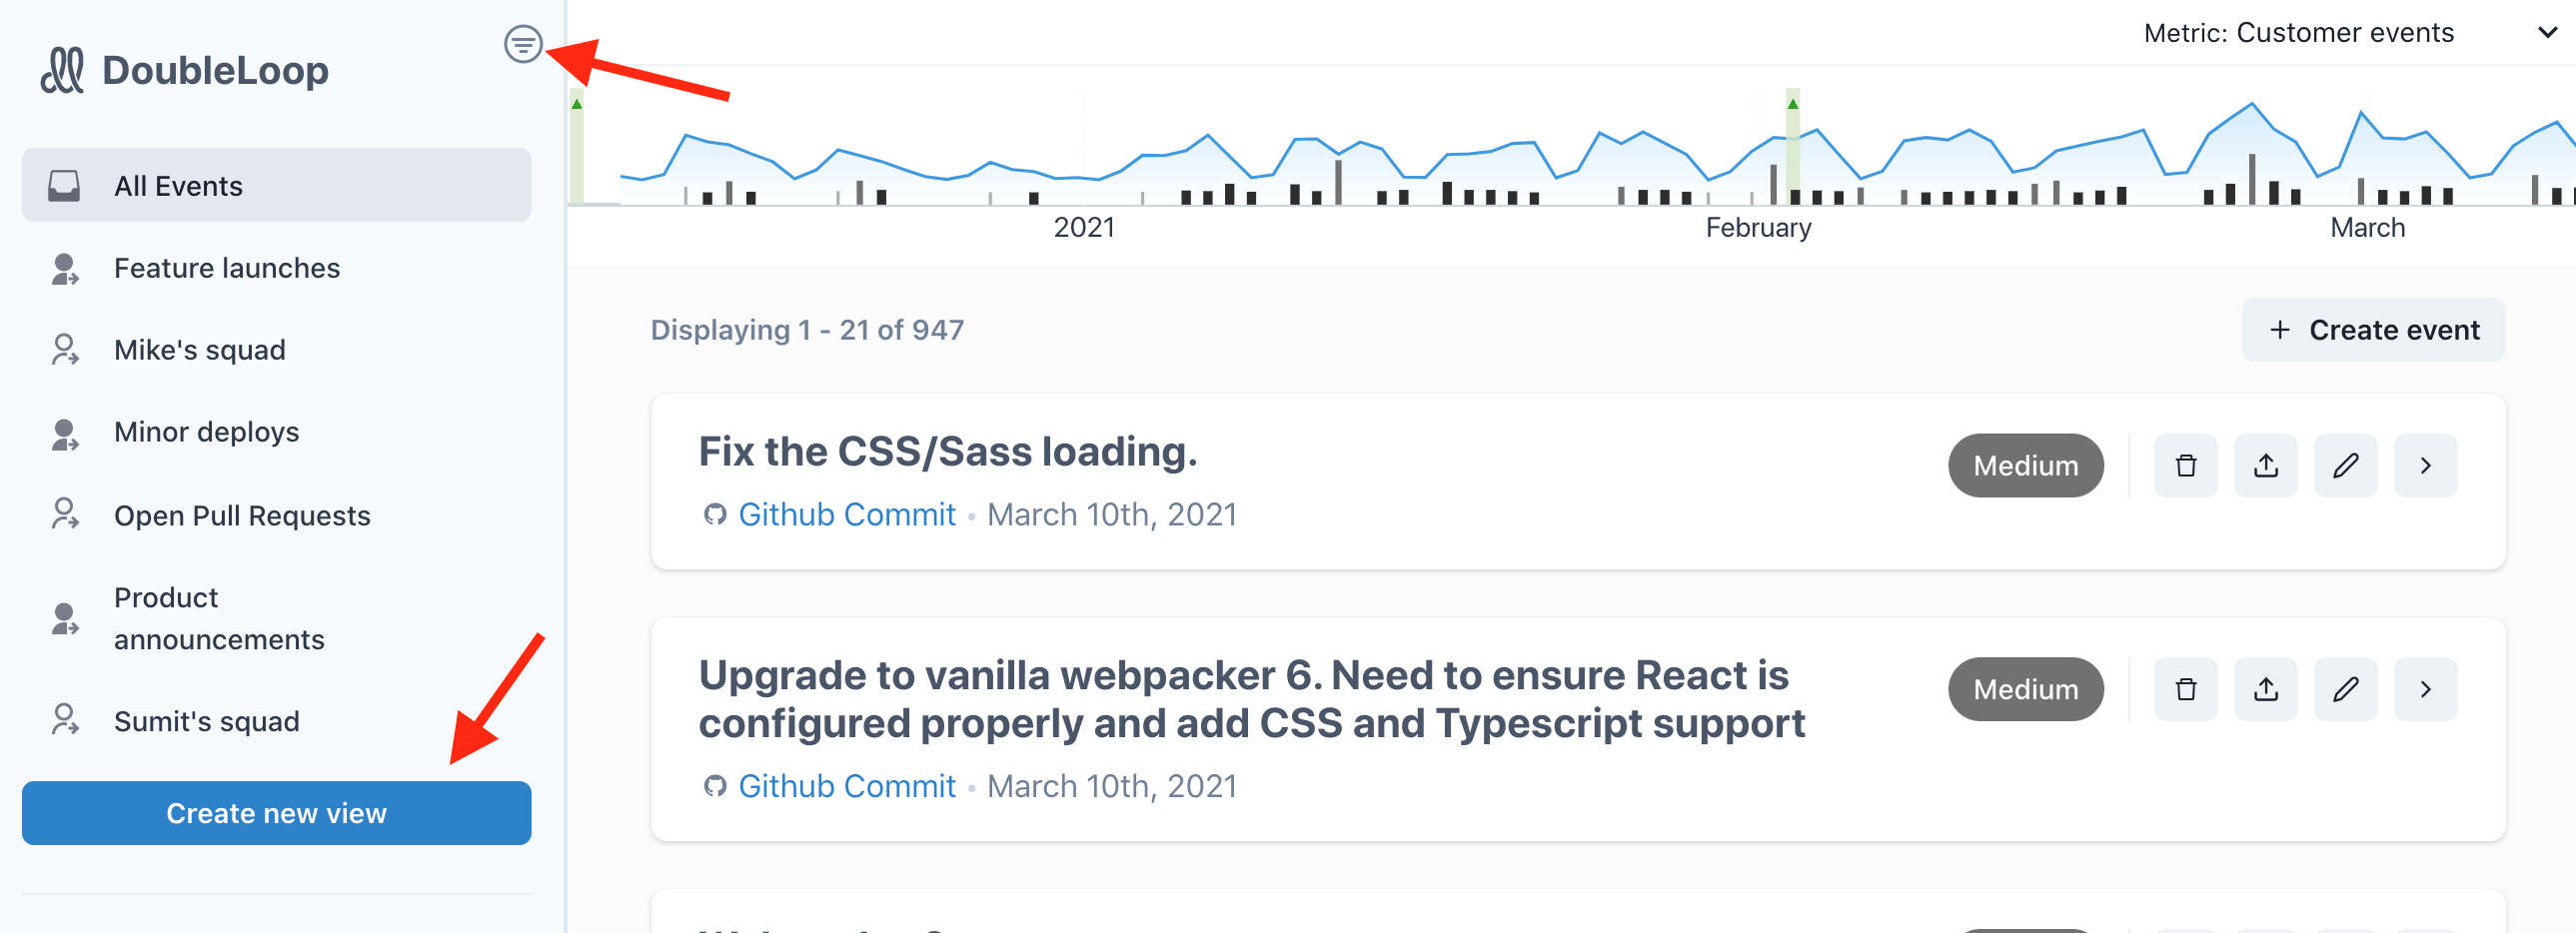 DoubleLoop
All Events
Feature launches
Mike's squad
Minor deploys
Open Pull Requests
Product
announcements
Sumit's squad
Create new view
Metric: Customer events
2021
February
March
Displaying 1 - 21 of 947
+ Create event
Fix the CSS/Sass loading.
Github Commit • March 10th, 2021
Medium
Upgrade to vanilla webpacker 6. Need to ensure React is
configured properly and add CSS and Typescript support
Github Commit • March 10th, 2021
Medium